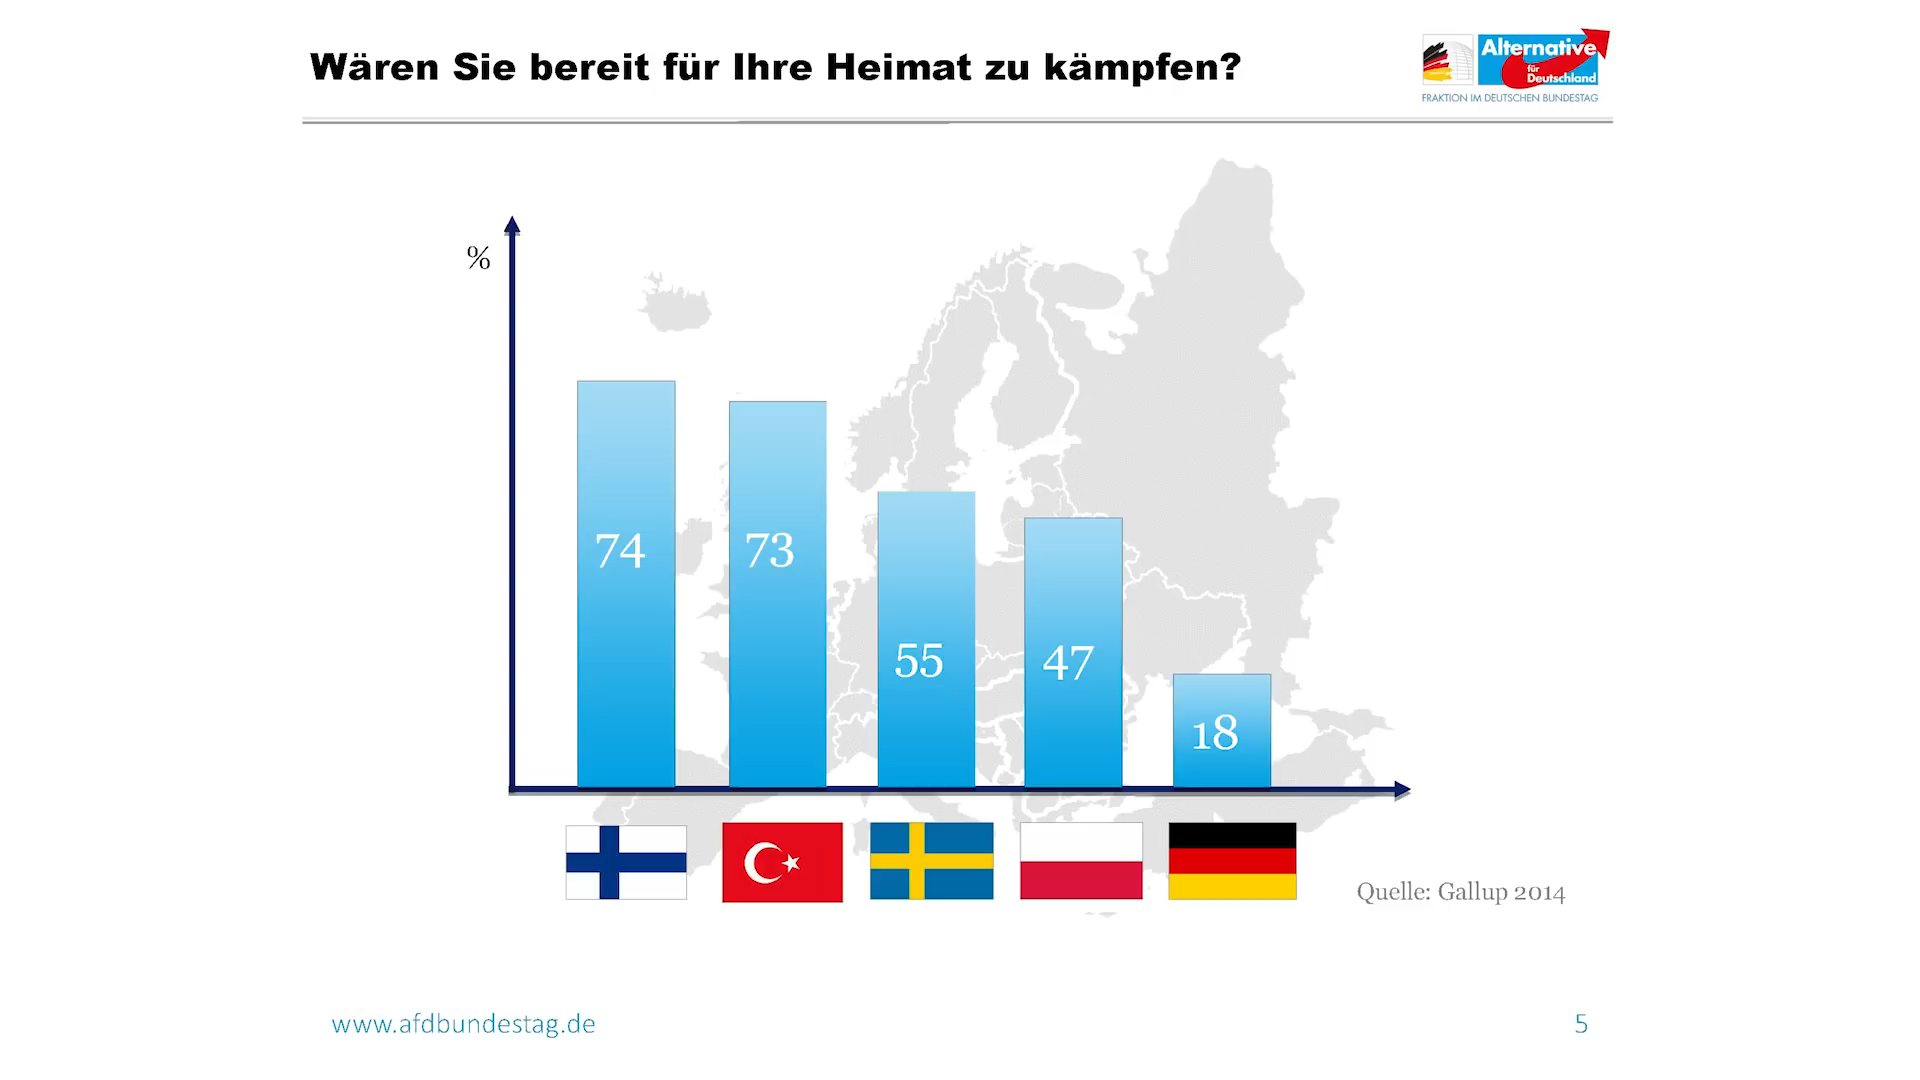 Wären Sie bereit für Ihre Heimat zu kämpfen?
Alternative
für
Deutschland
FRAKTION IM DEUTSCHEN BUNDESTAG
%
74
73
55
47
18
Quelle: Gallup 2014
www.afdbundestag.de
5